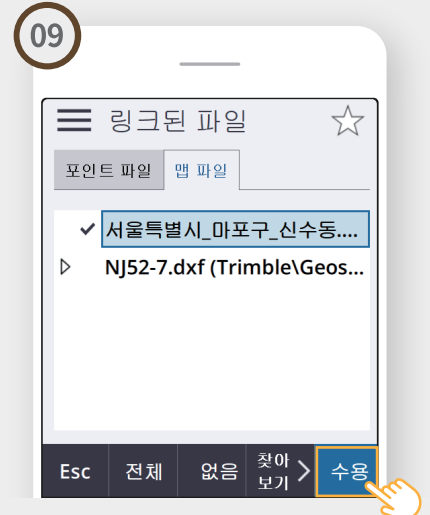 09
링크된 파일
포인트 파일 맵 파일
서울특별시_마포구_신수동....
NJ52-7.dxf (Trimble\Geos...
Esc 전체 없음 찾아보기 수용